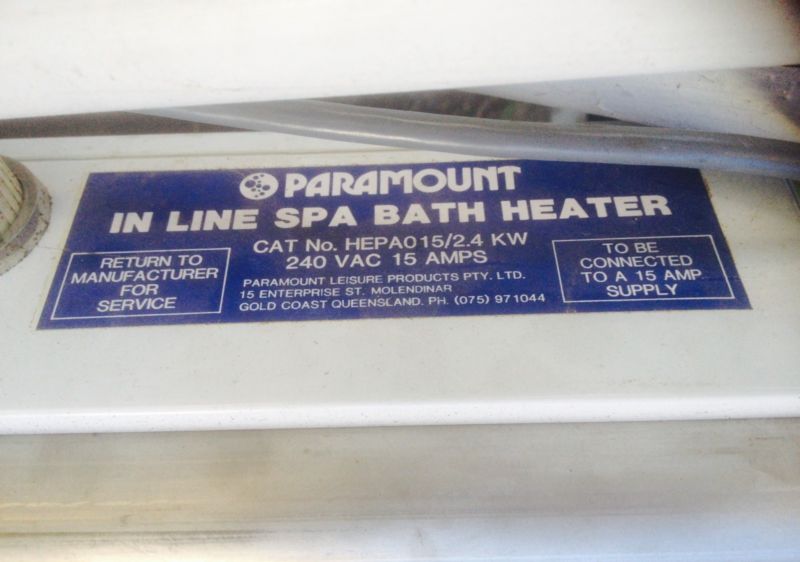 PARAMOUNT
IN LINE SPA BATH HEATER
CAT No. HEPA015/2.4 KW
240 VAC 15 AMPS
RETURN TO
MANUFACTURER
FOR
SERVICE
PARAMOUNT LEISURE PRODUCTS PTY. LTD.
15 ENTERPRISE ST. MOLENDINAR
GOLD COAST QUEENSLAND. PH. (075) 971044
TO BE
CONNECTED
TO A 15 AMP
SUPPLY